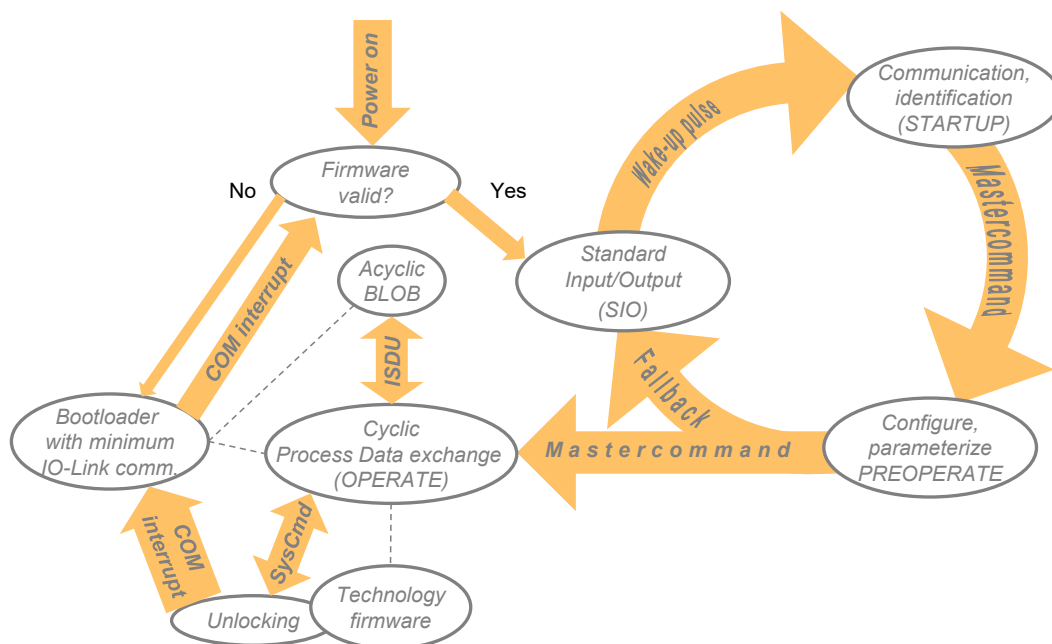 Power on
Firmware
valid?
No
Yes
Wake-up pulse
Communication,
identification
(STARTUP)
Mastercommand
Standard
Input/Output
(SIO)
Acyclic
BLOB
COM interrupt
ISDU
Fallback
Bootloader
with minimum
IO-Link comm.
Cyclic
Process Data exchange
(OPERATE)
Mastercommand
Configure,
parameterize
PREOPERATE
COM
interrupt
SysCmd
Unlocking
Technology
firmware